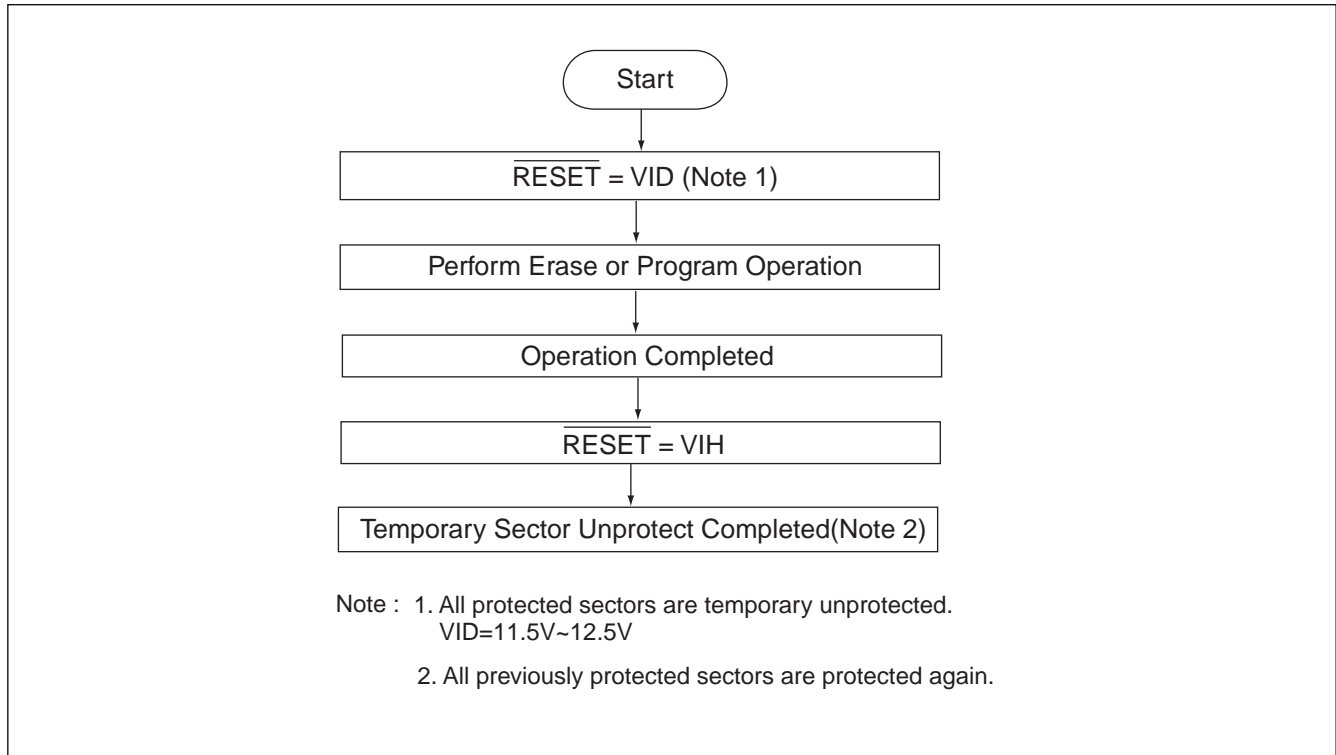 Start
RESET = VID (Note 1)
Perform Erase or Program Operation
Operation Completed
RESET = VIH
Temporary Sector Unprotect Completed(Note 2)
Note : 1. All protected sectors are temporary unprotected.
VID=11.5V~12.5V
2. All previously protected sectors are protected again.